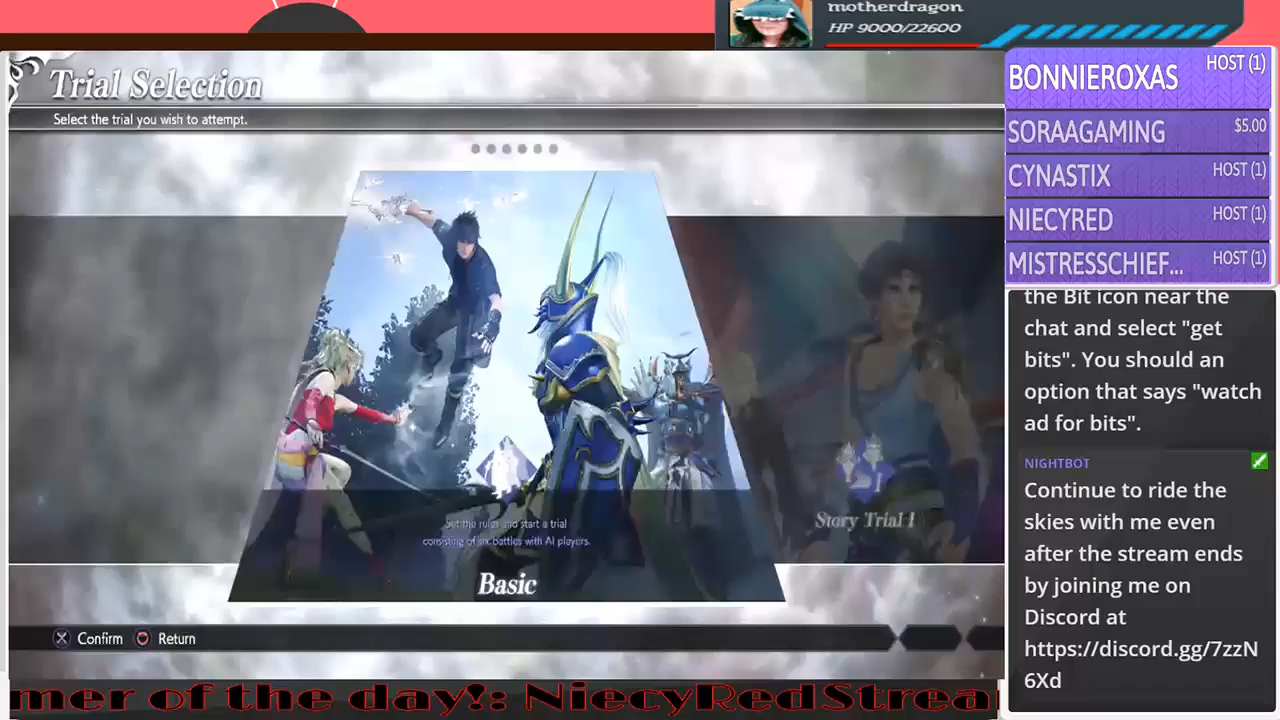 motherdragon
HP 9000/22600
Trial Selection
Select the trial you wish to attempt.
Set the rules and start a trial
consisting of six battles with AI players.
Basic
Story Trial I
Confirm
Return
BONNIEROXAS HOST (1)
SORAAGAMING $5.00
CYNASTIX HOST (1)
NIECYRED HOST (1)
MISTRESSCHIEF... HOST (1)
the Bit icon near the
chat and select "get
bits". You should an
option that says "watch
ad for bits".
NIGHTBOT
Continue to ride the
skies with me even
after the stream ends
by joining me on
Discord at
https://discord.gg/7zzN
6Xd
mer of the day!: NiecyRedStrea